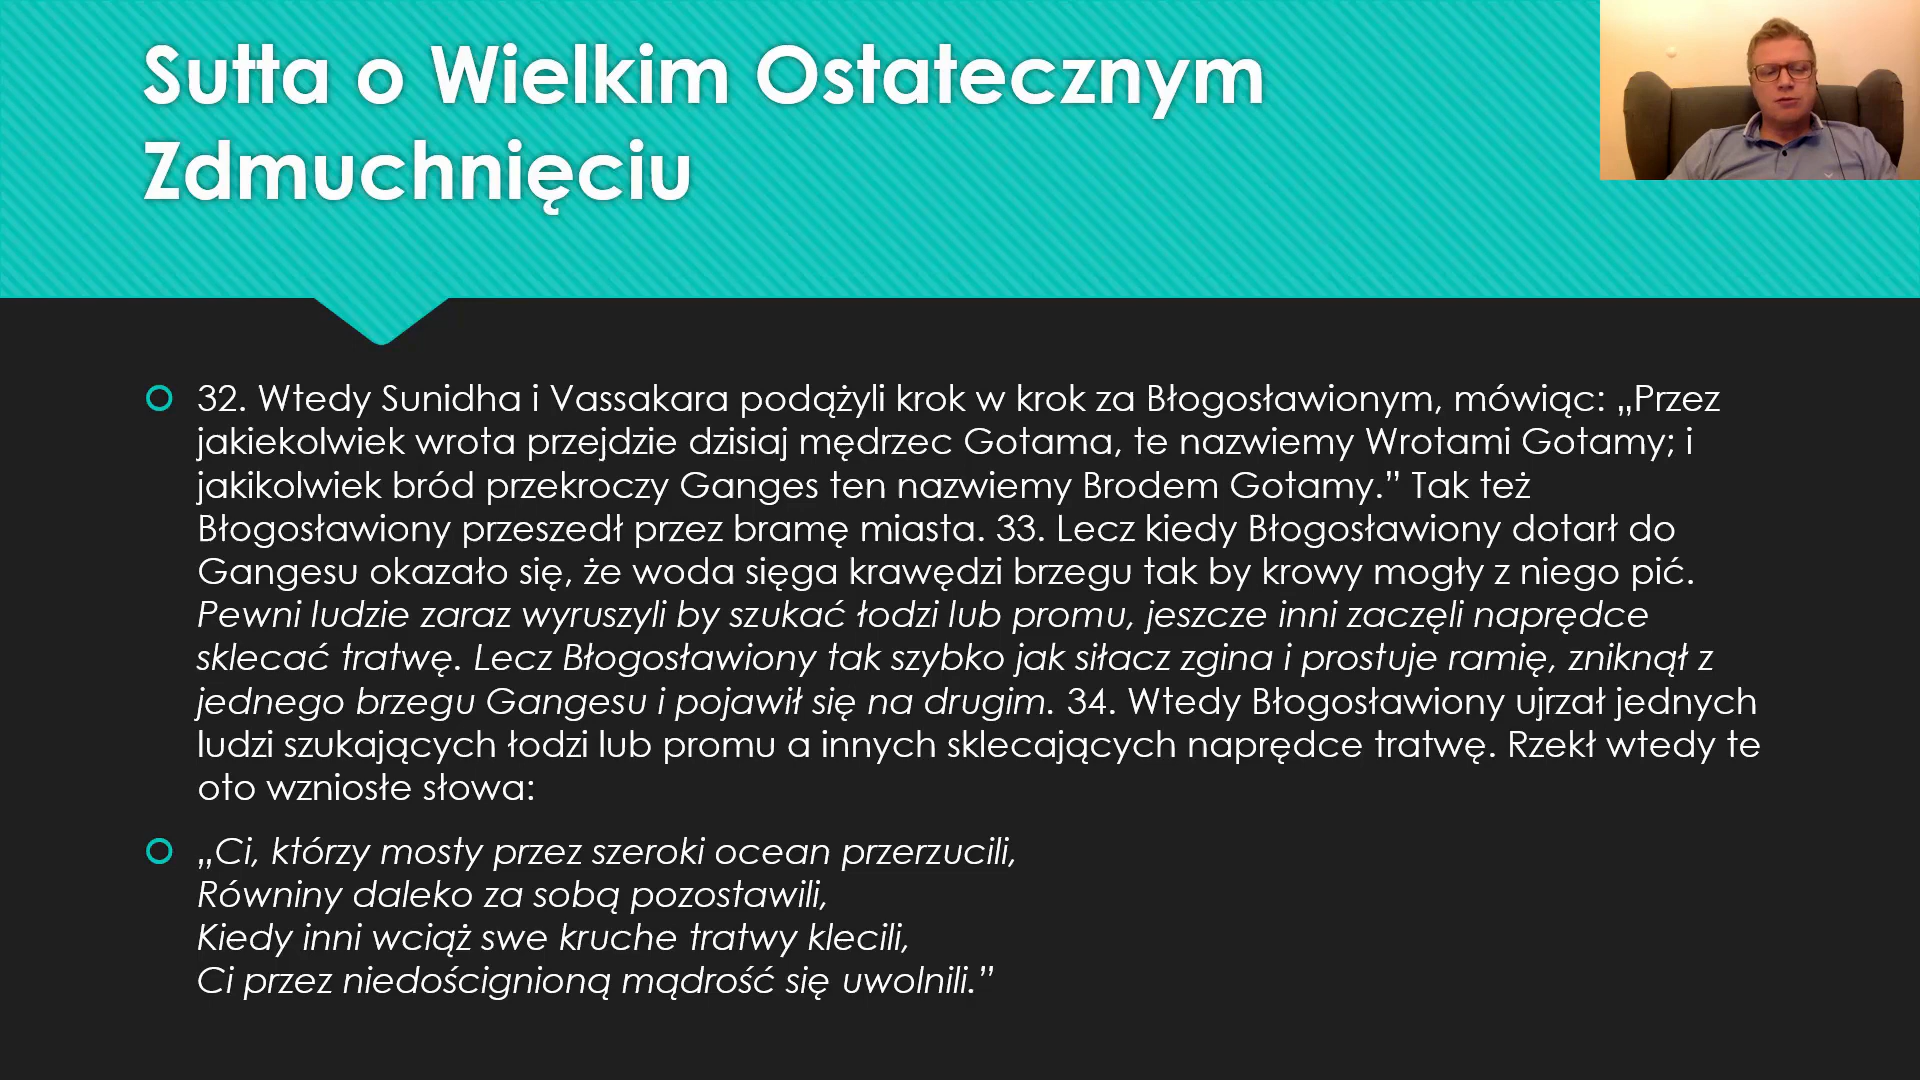 Sutta o Wielkim Ostatecznym
Zdmuchnięciu
32. Wtedy Sunidha i Vassakara podążyli krok w krok za Błogosławionym, mówiąc: „Przez
jakiekolwiek wrota przejdzie dzisiaj mędrzec Gotama, te nazwiemy Wrotami Gotamy; i
jakikolwiek bród przekroczy Ganges ten nazwiemy Brodem Gotamy.” Tak też
Błogosławiony przeszedł przez bramę miasta. 33. Lecz kiedy Błogosławiony dotarł do
Gangesu okazało się, że woda sięga krawędzi brzegu tak by krowy mogły z niego pić.
Pewni ludzie zaraz wyruszyli by szukać łodzi lub promu, jeszcze inni zaczęli naprędce
sklecać tratwę. Lecz Błogosławiony tak szybko jak siłacz zgina i prostuje ramię, zniknął z
jednego brzegu Gangesu i pojawił się na drugim. 34. Wtedy Błogosławiony ujrzał jednych
ludzi szukających łodzi lub promu a innych sklecających naprędce tratwę. Rzekł wtedy te
oto wzniosłe słowa:
„Ci, którzy mosty przez szeroki ocean przerzucili,
Równiny daleko za sobą pozostawili,
Kiedy inni wciąż swe kruche tratwy klecili,
Ci przez niedoścignioną mądrość się uwolnili.”